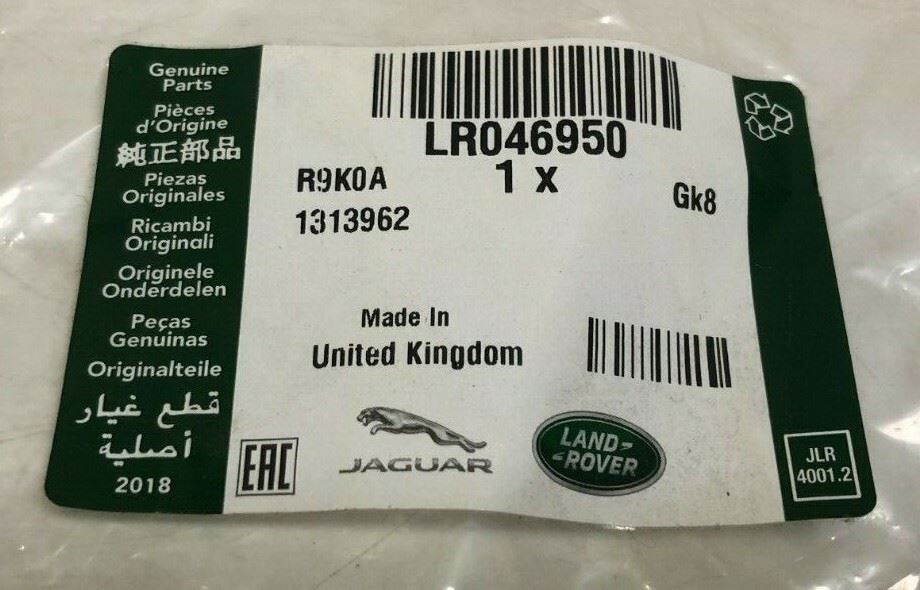 Genuine
Parts
Pièces
d'Origine
純正部品
Piezas
Originales
Ricambi
Originali
Originele
Onderdelen
Peças
Genuínas
Originalteile
قطع غيار
أصلية
2018
LR046950
1 x
R9K0A
Gk8
1313962
Made In
United Kingdom
EAC
JAGUAR
LAND-
-ROVER
JLR
4001.2